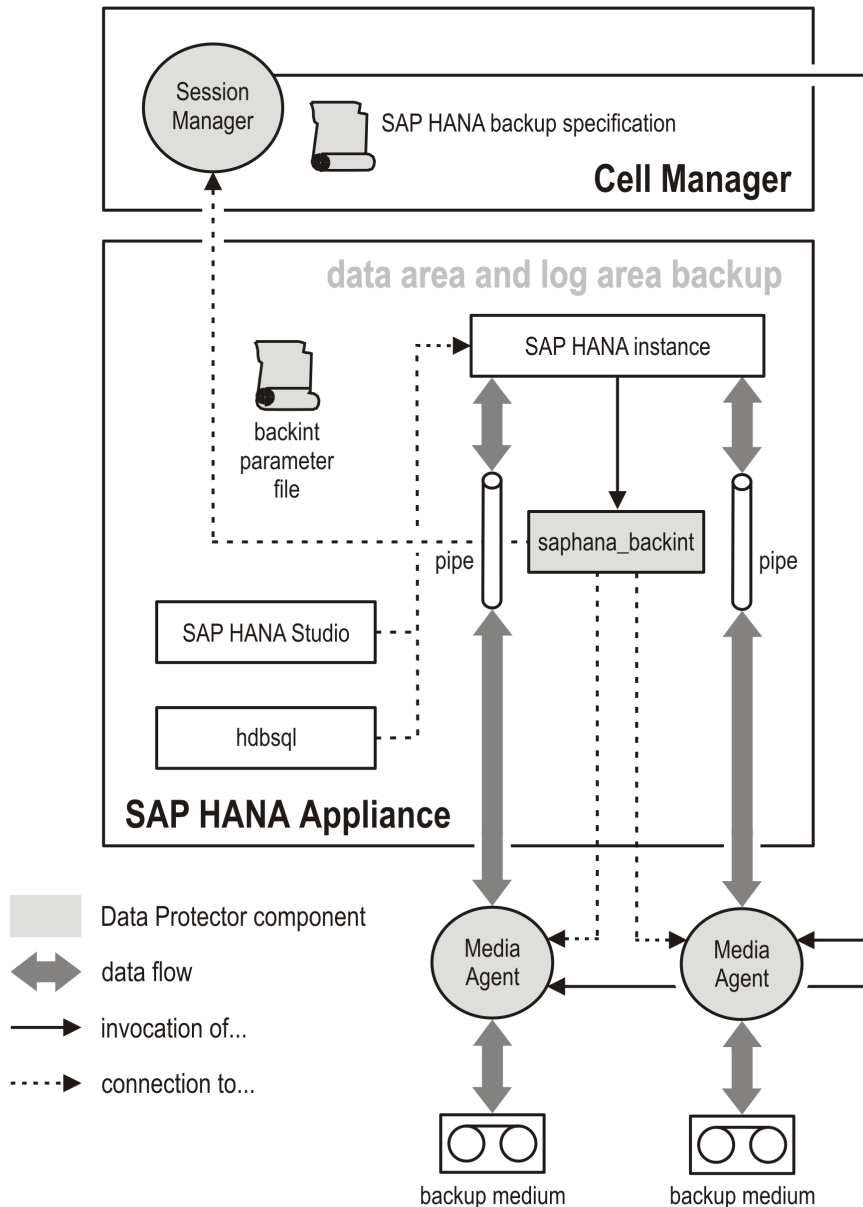 Session
Manager
SAP HANA backup specification
Cell Manager
data area and log area backup
SAP HANA instance
backint
parameter
file
saphana_backint
pipe
pipe
SAP HANA Studio
hdbsql
SAP HANA Appliance
Data Protector component
data flow
invocation of...
connection to...
Media
Agent
Media
Agent
backup medium
backup medium